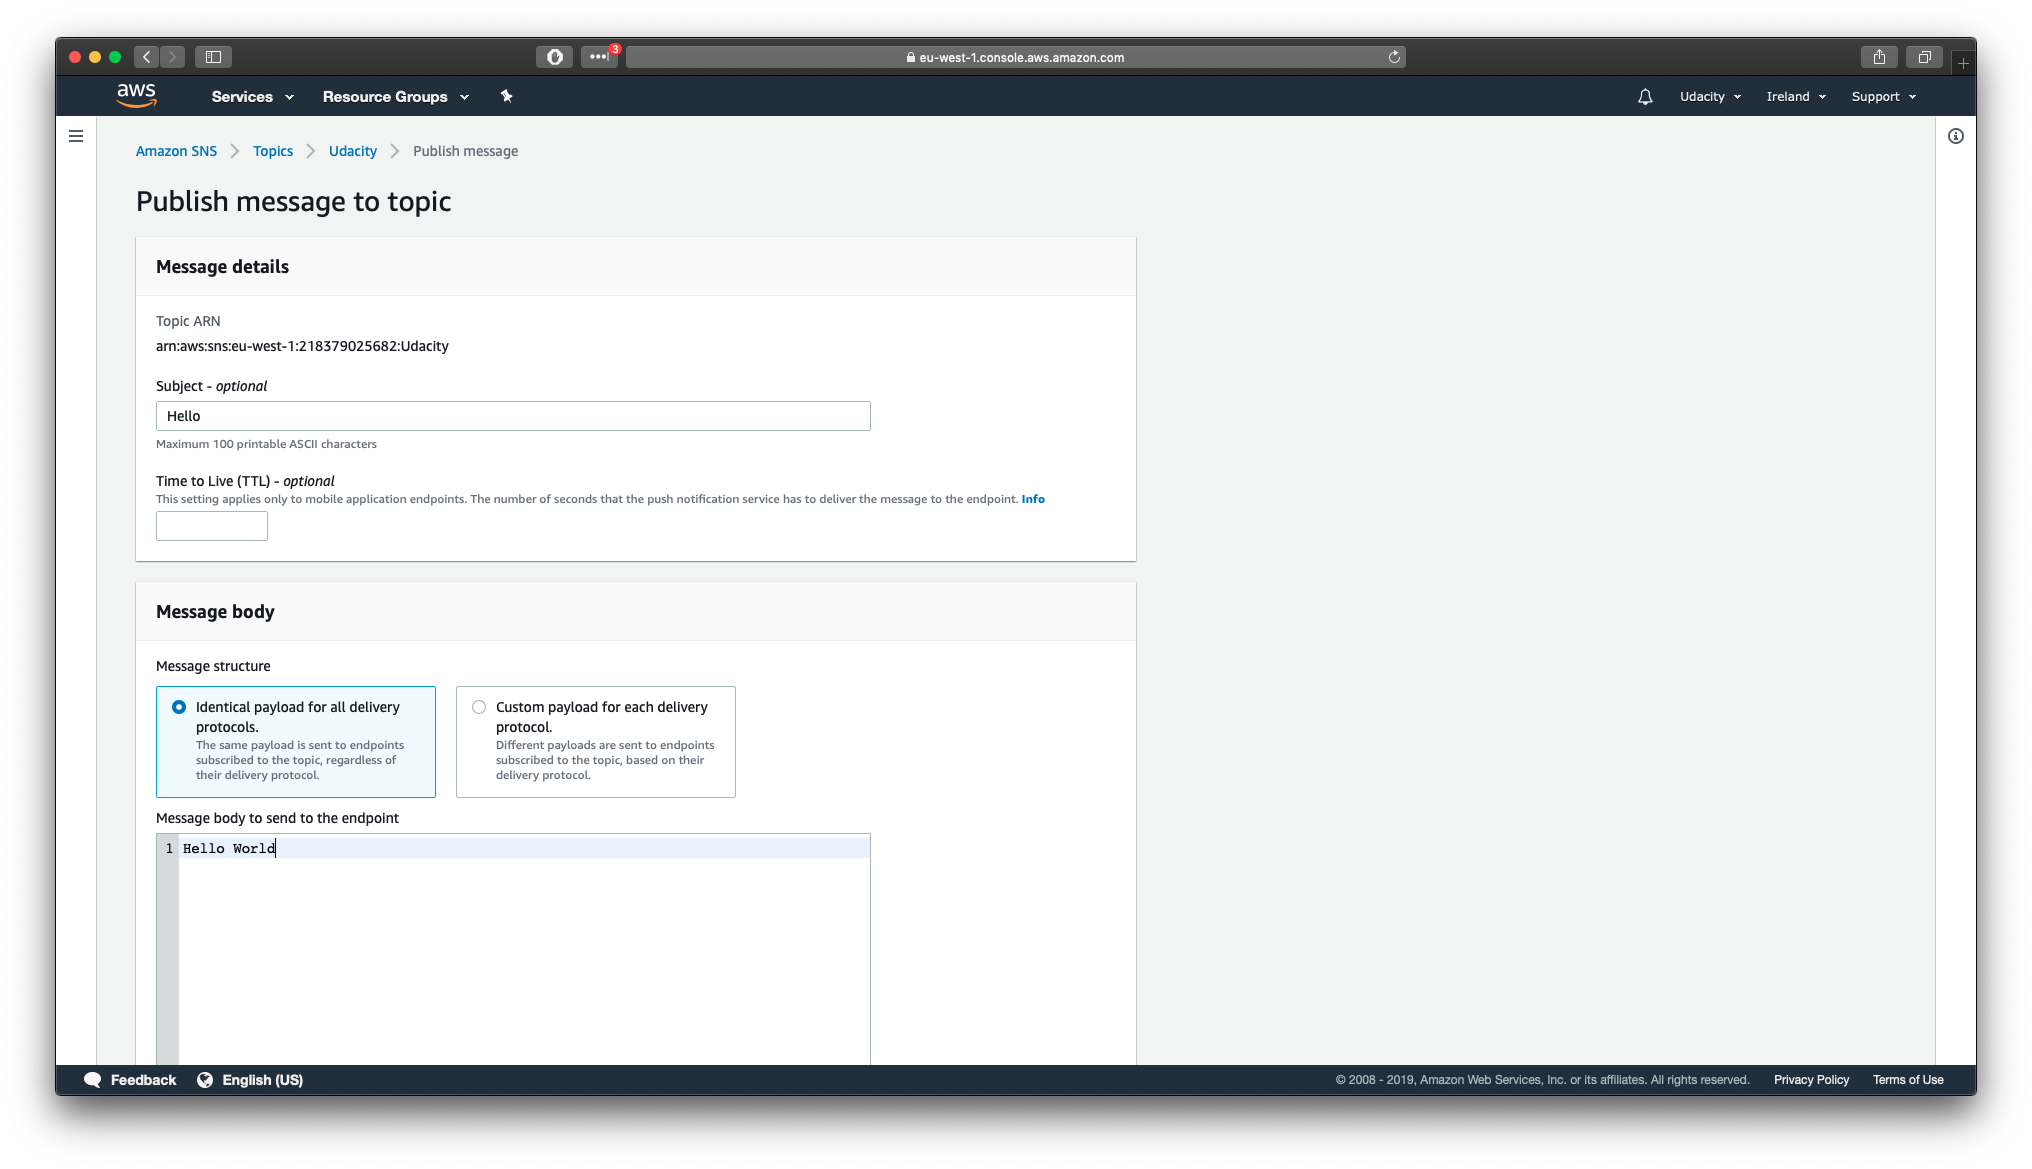 3
eu-west-1.console.aws.amazon.com
aws
Services
Resource Groups
Udacity
Ireland
Support
Amazon SNS
Topics
Udacity
Publish message
Publish message to topic
Message details
Topic ARN
arn:aws:sns:eu-west-1:218379025682:Udacity
Subject - optional
Hello
Maximum 100 printable ASCII characters
Time to Live (TTL) - optional
This setting applies only to mobile application endpoints. The number of seconds that the push notification service has to deliver the message to the endpoint. Info
Message body
Message structure
Identical payload for all delivery
protocols.
The same payload is sent to endpoints
subscribed to the topic, regardless of
their delivery protocol.
Custom payload for each delivery
protocol.
Different payloads are sent to endpoints
subscribed to the topic, based on their
delivery protocol.
Message body to send to the endpoint
1 Hello World
Feedback
English (US)
© 2008 - 2019, Amazon Web Services, Inc. or its affiliates. All rights reserved.
Privacy Policy
Terms of Use